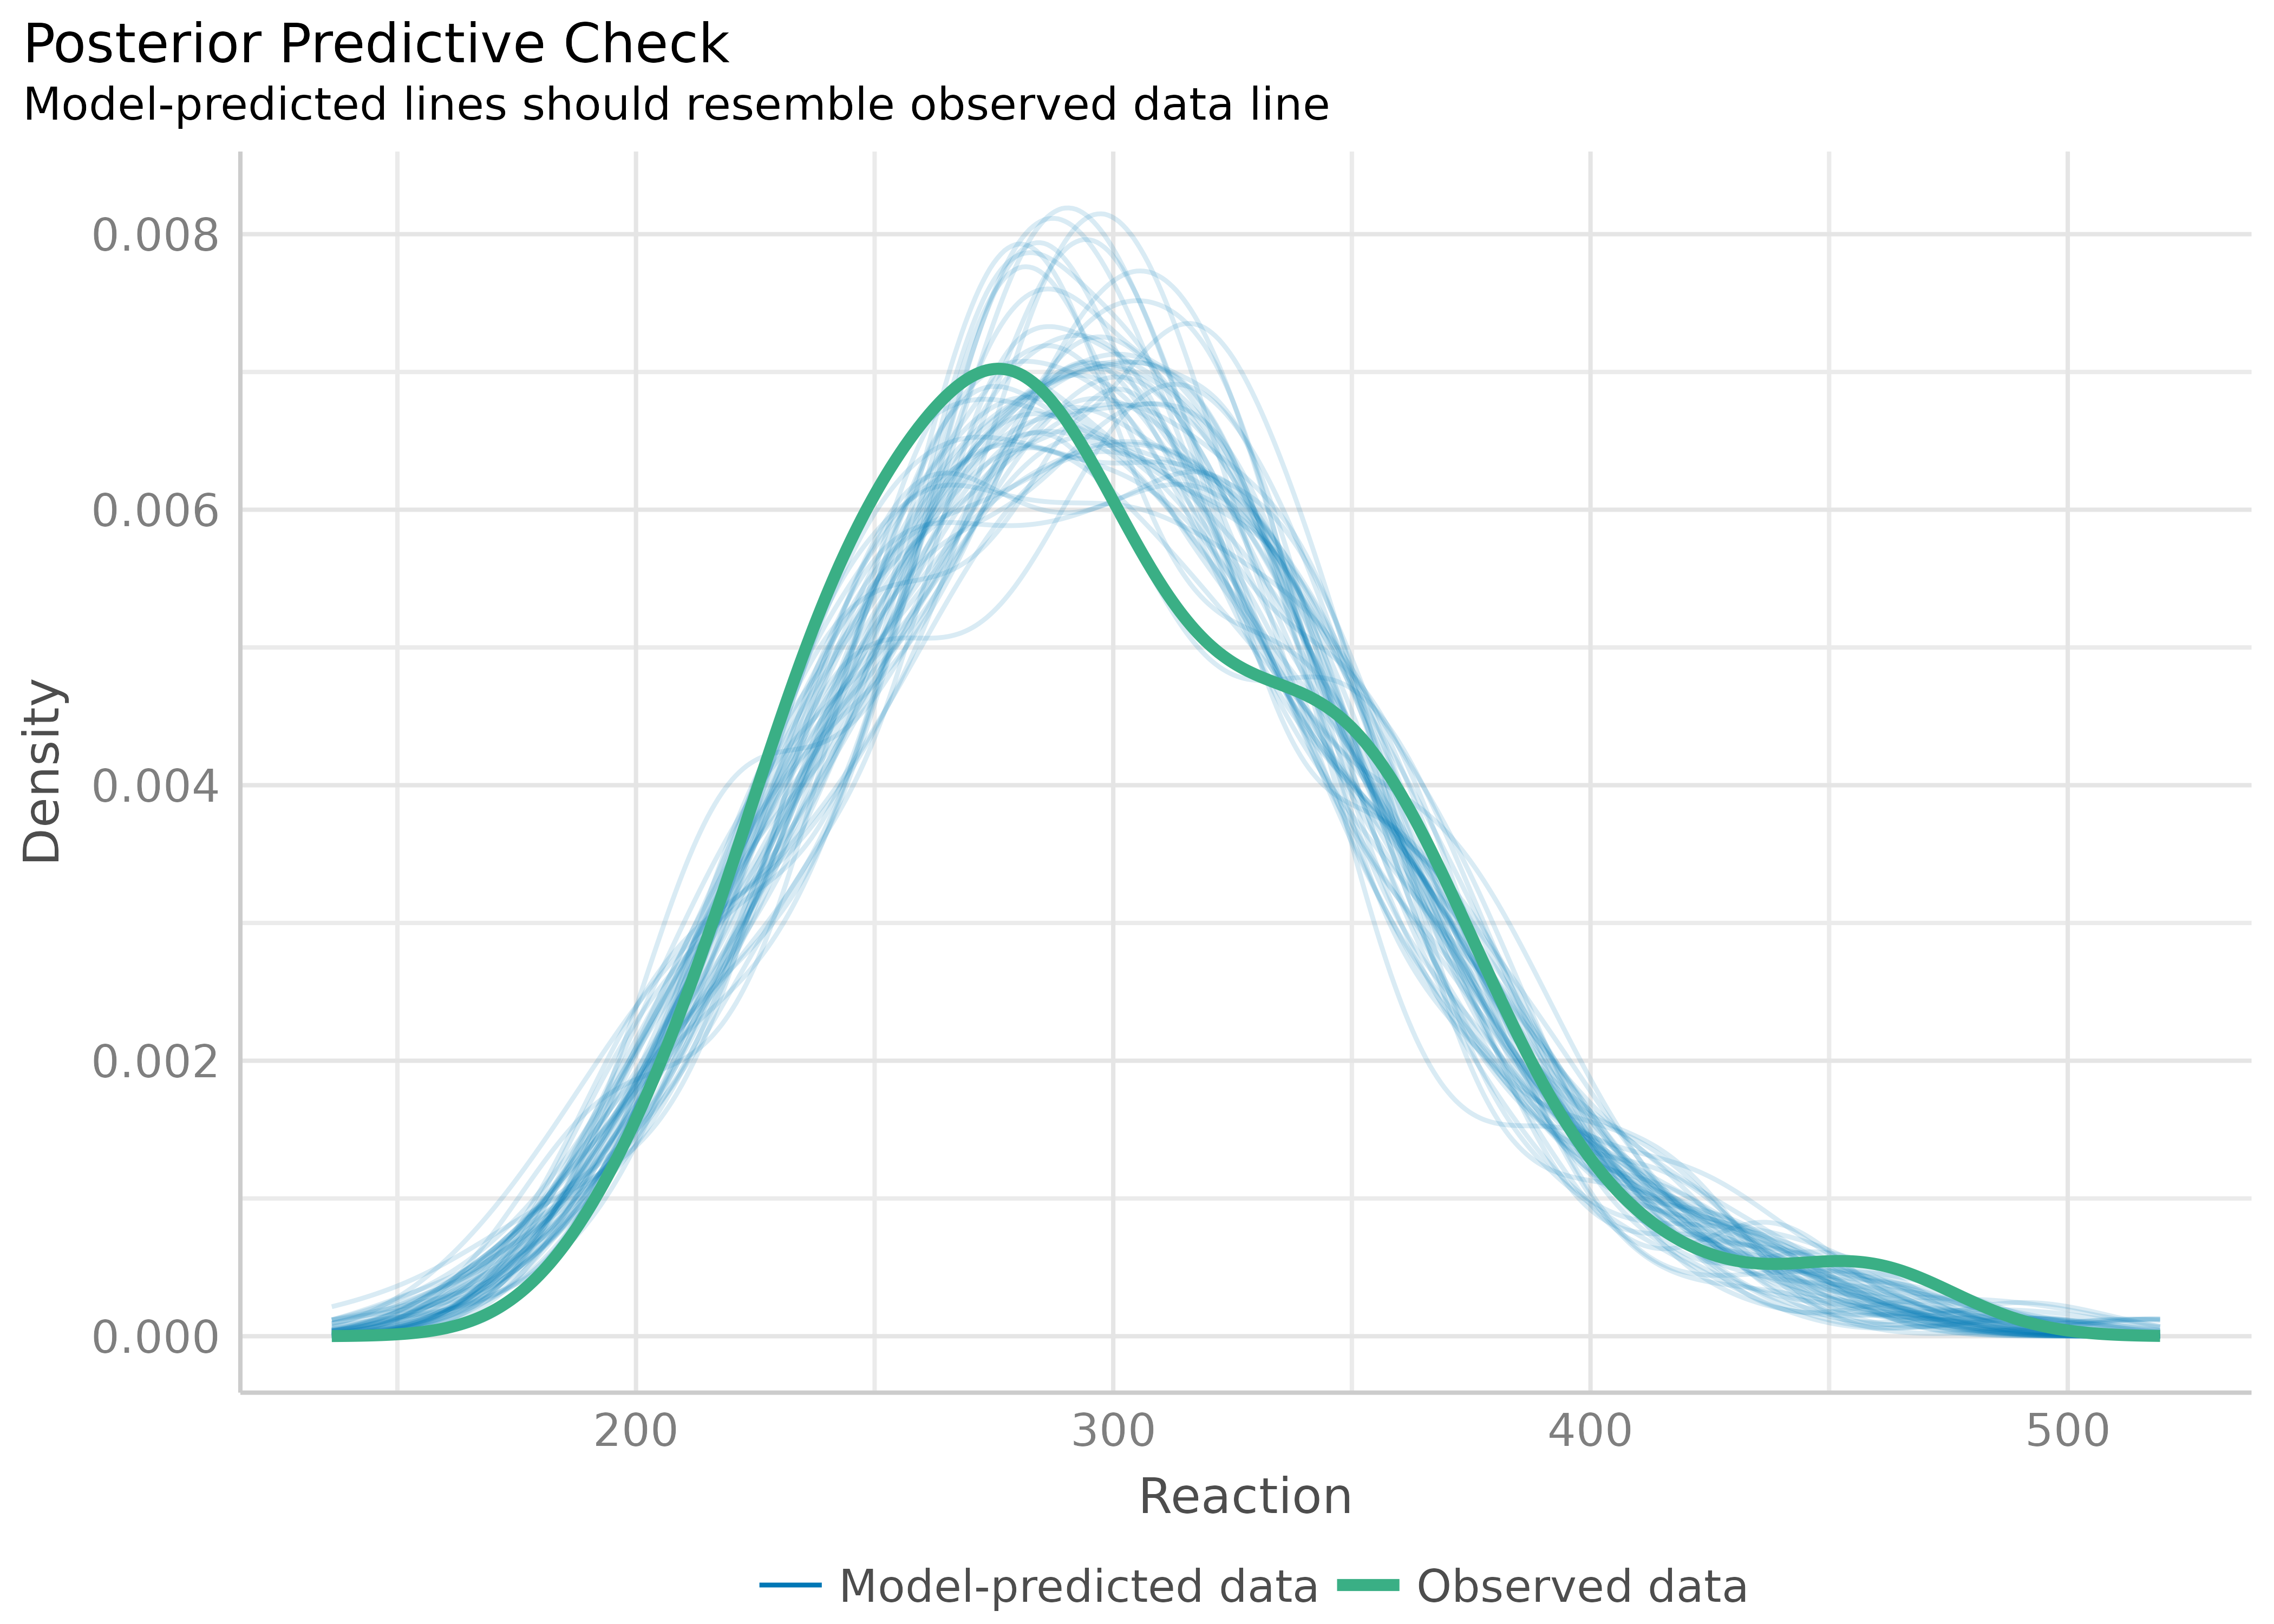 Posterior Predictive Check
Model-predicted lines should resemble observed data line
0.008
0.006
0.004
0.002
0.000
Density
200 300 400 500
Reaction
Model-predicted data Observed data